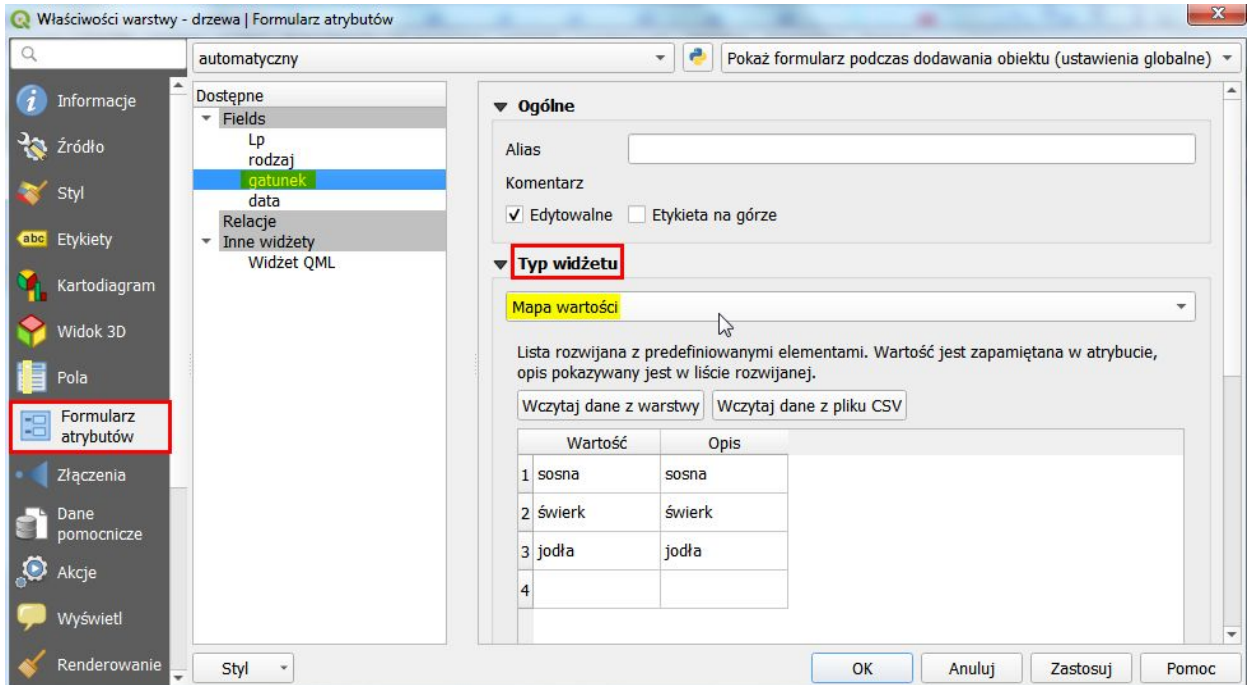 Właściwości warstwy - drzewa | Formularz atrybutów
automatyczny
Pokaż formularz podczas dodawania obiektu (ustawienia globalne)
Informacje
Źródło
Styl
abc Etykiety
Kartodiagram
Widok 3D
Pola
Formularz
atrybutów
Złączenia
Dane
pomocnicze
Akcje
Wyświetl
Renderowanie
Dostępne
Fields
Lp
rodzaj
gatunek
data
Relacje
Inne widżety
Widżet QML
Ogólne
Alias
Komentarz
Edytowalne Etykieta na górze
Typ widżetu
Mapa wartości
Lista rozwijana z predefiniowanymi elementami. Wartość jest zapamiętana w atrybucie,
opis pokazywany jest w liście rozwijanej.
Wczytaj dane z warstwy Wczytaj dane z pliku CSV
Wartość Opis
1 sosna sosna
2 świerk świerk
3 jodła jodła
4
Styl
OK Anuluj Zastosuj Pomoc